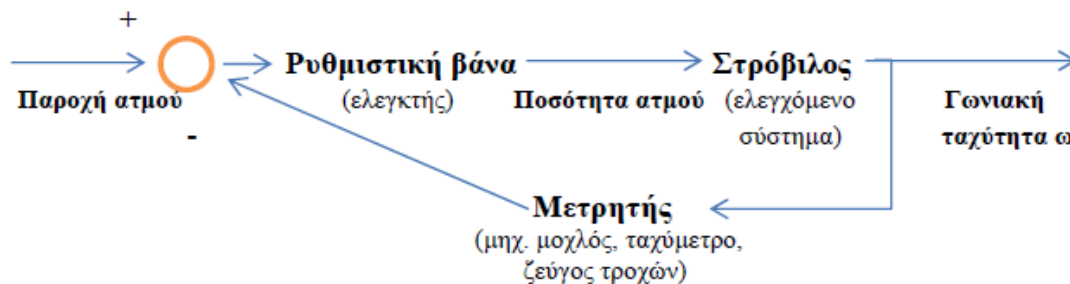 +
Ρυθμιστική βάνα
Στρόβιλος
Παροχή ατμού
(ελεγκτής)
Ποσότητα ατμού
(ελεγχόμενο
σύστημα)
Γωνιακή
ταχύτητα ω
-
Μετρητής
(μηχ. μοχλός, ταχύμετρο,
ζεύγος τροχών)